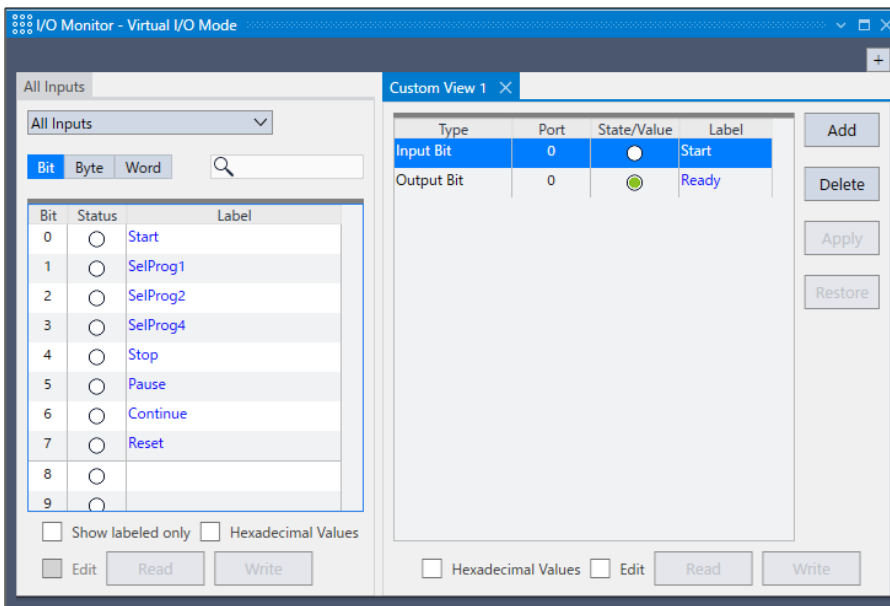 I/O Monitor - Virtual I/O Mode
+
All Inputs
All Inputs
Bit Byte Word
Bit Status Label
0 Start
1 SelProg1
2 SelProg2
3 SelProg4
4 Stop
5 Pause
6 Continue
7 Reset
8
9
Show labeled only Hexadecimal Values
Edit Read Write
Custom View 1
Type Port State/Value Label
Input Bit 0 Start
Output Bit 0 Ready
Add
Delete
Apply
Restore
Hexadecimal Values Edit Read Write